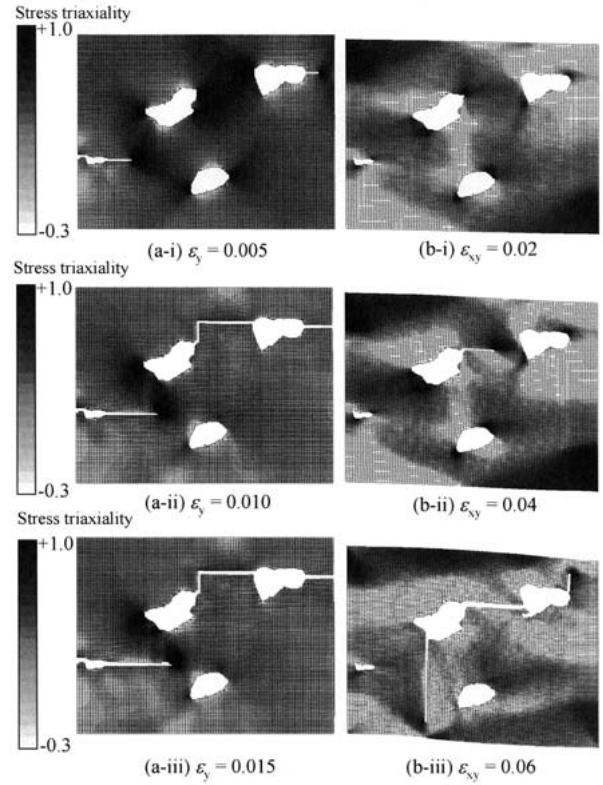 Stress triaxiality
+1.0
-0.3
(a-i) εy = 0.005
(b-i) εxy = 0.02
Stress triaxiality
+1.0
-0.3
(a-ii) εy = 0.010
(b-ii) εxy = 0.04
Stress triaxiality
+1.0
-0.3
(a-iii) εy = 0.015
(b-iii) εxy = 0.06